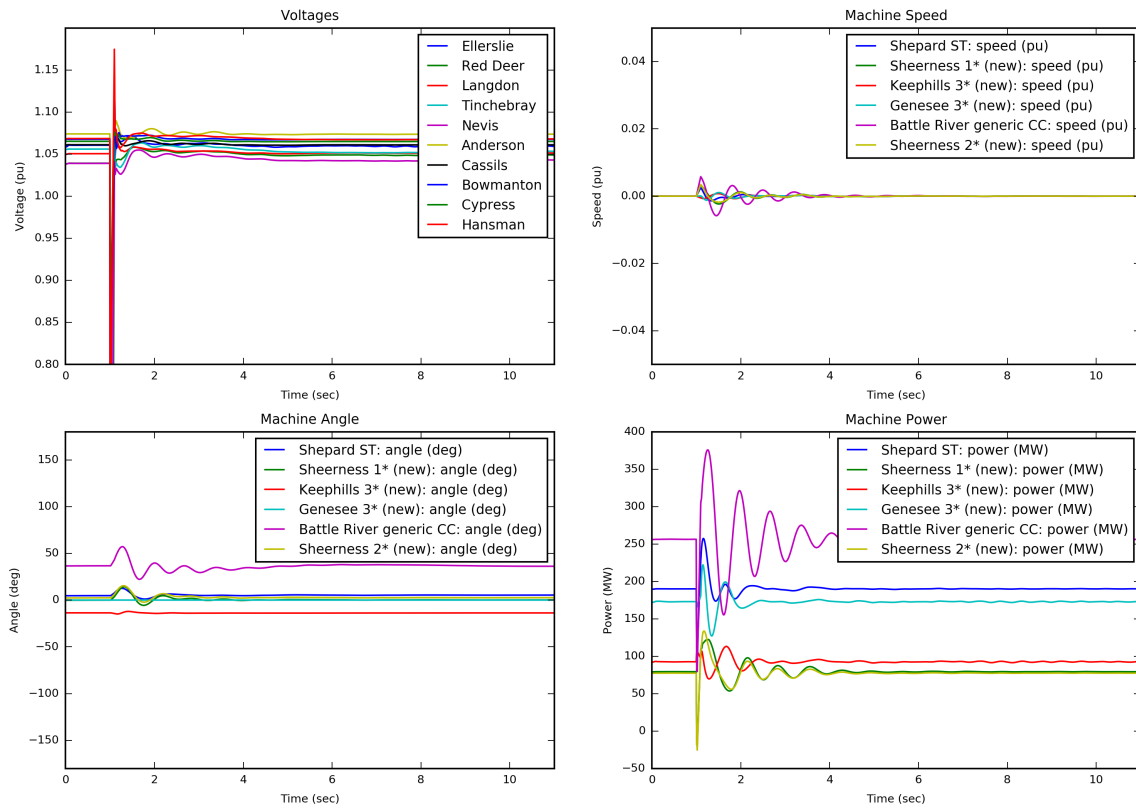 Voltages
1.15
1.10
1.05
1.00
0.95
0.90
0.85
0.80
Voltage (pu)
0
2
4
6
8
10
Time (sec)
Ellerslie
Red Deer
Langdon
Tinchebray
Nevis
Anderson
Cassils
Bowmanton
Cypress
Hansman
Machine Speed
0.04
0.02
0.00
−0.02
−0.04
Speed (pu)
0
2
4
6
8
10
Time (sec)
Shepard ST: speed (pu)
Sheerness 1* (new): speed (pu)
Keephills 3* (new): speed (pu)
Genesee 3* (new): speed (pu)
Battle River generic CC: speed (pu)
Sheerness 2* (new): speed (pu)
Machine Angle
150
100
50
0
−50
−100
−150
Angle (deg)
0
2
4
6
8
10
Time (sec)
Shepard ST: angle (deg)
Sheerness 1* (new): angle (deg)
Keephills 3* (new): angle (deg)
Genesee 3* (new): angle (deg)
Battle River generic CC: angle (deg)
Sheerness 2* (new): angle (deg)
Machine Power
400
350
300
250
200
150
100
50
0
−50
Power (MW)
0
2
4
6
8
10
Time (sec)
Shepard ST: power (MW)
Sheerness 1* (new): power (MW)
Keephills 3* (new): power (MW)
Genesee 3* (new): power (MW)
Battle River generic CC: power (MW)
Sheerness 2* (new): power (MW)